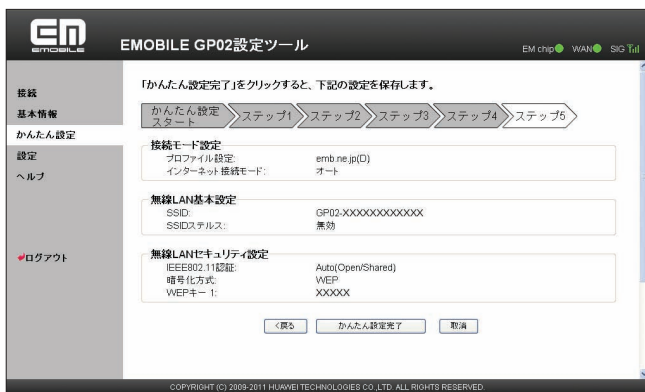 EM
EMOBILE
EMOBILE GP02設定ツール
EM chip WAN SIG
接続
基本情報
かんたん設定
設定
ヘルプ
ログアウト
「かんたん設定完了」をクリックすると、下記の設定を保存します。
かんたん設定
スタート
ステップ1
ステップ2
ステップ3
ステップ4
ステップ5
接続モード設定
プロファイル設定: emb.ne.jp(D)
インターネット接続モード: オート
無線LAN基本設定
SSID: GP02-XXXXXXXXXXXX
SSIDステルス: 無効
無線LANセキュリティ設定
IEEE802.11認証: Auto(Open/Shared)
暗号化方式: WEP
WEPキー 1: XXXXX
<戻る かんたん設定完了 取消
COPYRIGHT (C) 2009-2011 HUAWEI TECHNOLOGIES CO.,LTD. ALL RIGHTS RESERVED.